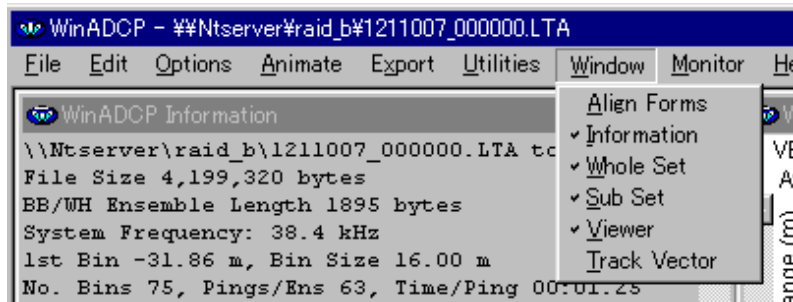 WinADCP - ¥¥Ntserver¥raid_b¥1211007_000000.LTA
File Edit Options Animate Export Utilities Window Monitor
WinADCP Information
\\Ntserver\raid_b\1211007_000000.LTA
File Size 4,199,320 bytes
BB/WH Ensemble Length 1895 bytes
System Frequency: 38.4 kHz
1st Bin -31.86 m, Bin Size 16.00 m
No. Bins 75, Pings/Ens 63, Time/Ping 00:01.25
Align Forms
Information
Whole Set
Sub Set
Viewer
Track Vector